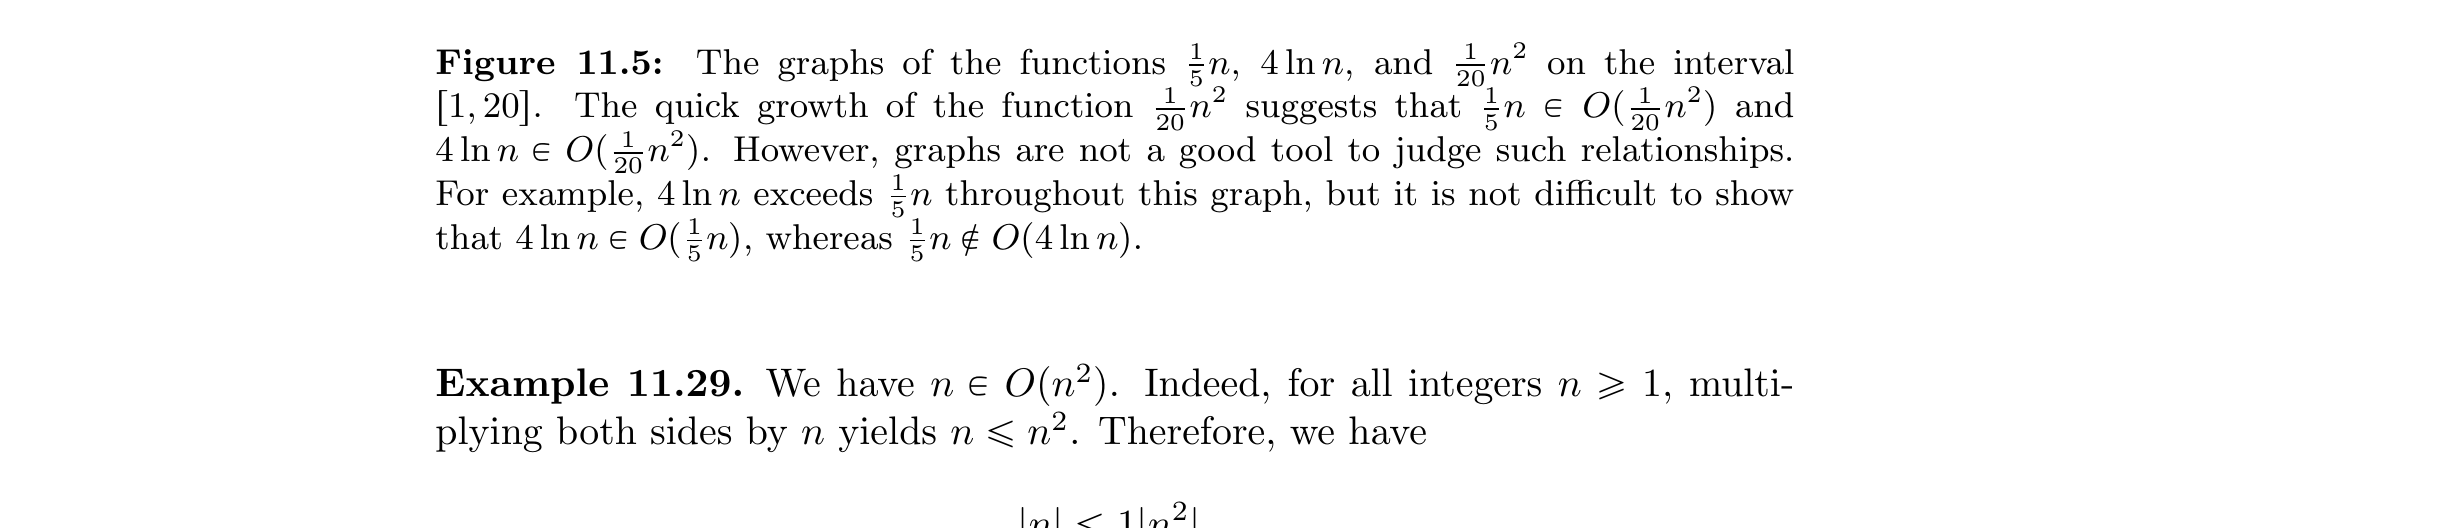 Figure 11.5: The graphs of the functions $\frac{1}{5}n$, $4 \ln n$, and $\frac{1}{20}n^2$ on the interval
[1, 20]. The quick growth of the function $\frac{1}{20}n^2$ suggests that $\frac{1}{5}n \in O(\frac{1}{20}n^2)$ and
$4 \ln n \in O(\frac{1}{20}n^2)$. However, graphs are not a good tool to judge such relationships.
For example, $4 \ln n$ exceeds $\frac{1}{5}n$ throughout this graph, but it is not difficult to show
that $4 \ln n \in O(\frac{1}{5}n)$, whereas $\frac{1}{5}n \notin O(4 \ln n)$.
Example 11.29. We have $n \in O(n^2)$. Indeed, for all integers $n \geqslant 1$, multi-
plying both sides by $n$ yields $n \leqslant n^2$. Therefore, we have
$|n| \leqslant 1|n^2|$